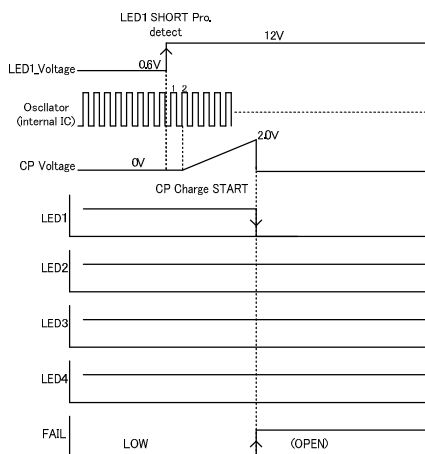 LED1 SHORT Pro.
detect
12V
0.6V
LED1_Voltage
1 2
Oscllator
(internal IC)
2.0V
CP Voltage
0V
CP Charge START
LED1
LED2
LED3
LED4
FAIL
LOW
(OPEN)